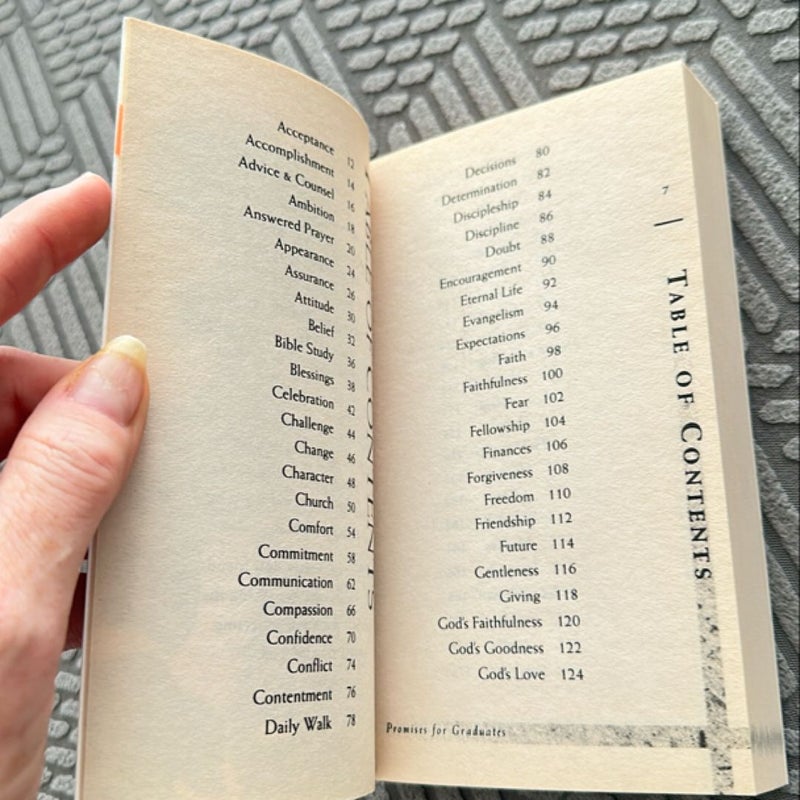 Acceptance 12
Accomplishment 14
Advice & Counsel 16
Ambition 18
Answered Prayer 20
Appearance 24
Assurance 26
Attitude 30
Belief 32
Bible Study 36
Blessings 38
Celebration 42
Challenge 44
Change 46
Character 48
Church 50
Comfort 54
Commitment 58
Communication 62
Compassion 66
Confidence 70
Conflict 74
Contentment 76
Daily Walk 78
Decisions 80
Determination 82
Discipleship 84
Discipline 86
Doubt 88
Encouragement 90
Eternal Life 92
Evangelism 94
Expectations 96
Faith 98
Faithfulness 100
Fear 102
Fellowship 104
Finances 106
Forgiveness 108
Freedom 110
Friendship 112
Future 114
Gentleness 116
Giving 118
God's Faithfulness 120
God's Goodness 122
God's Love 124
7
TABLE OF CONTENTS
Promises for Graduates